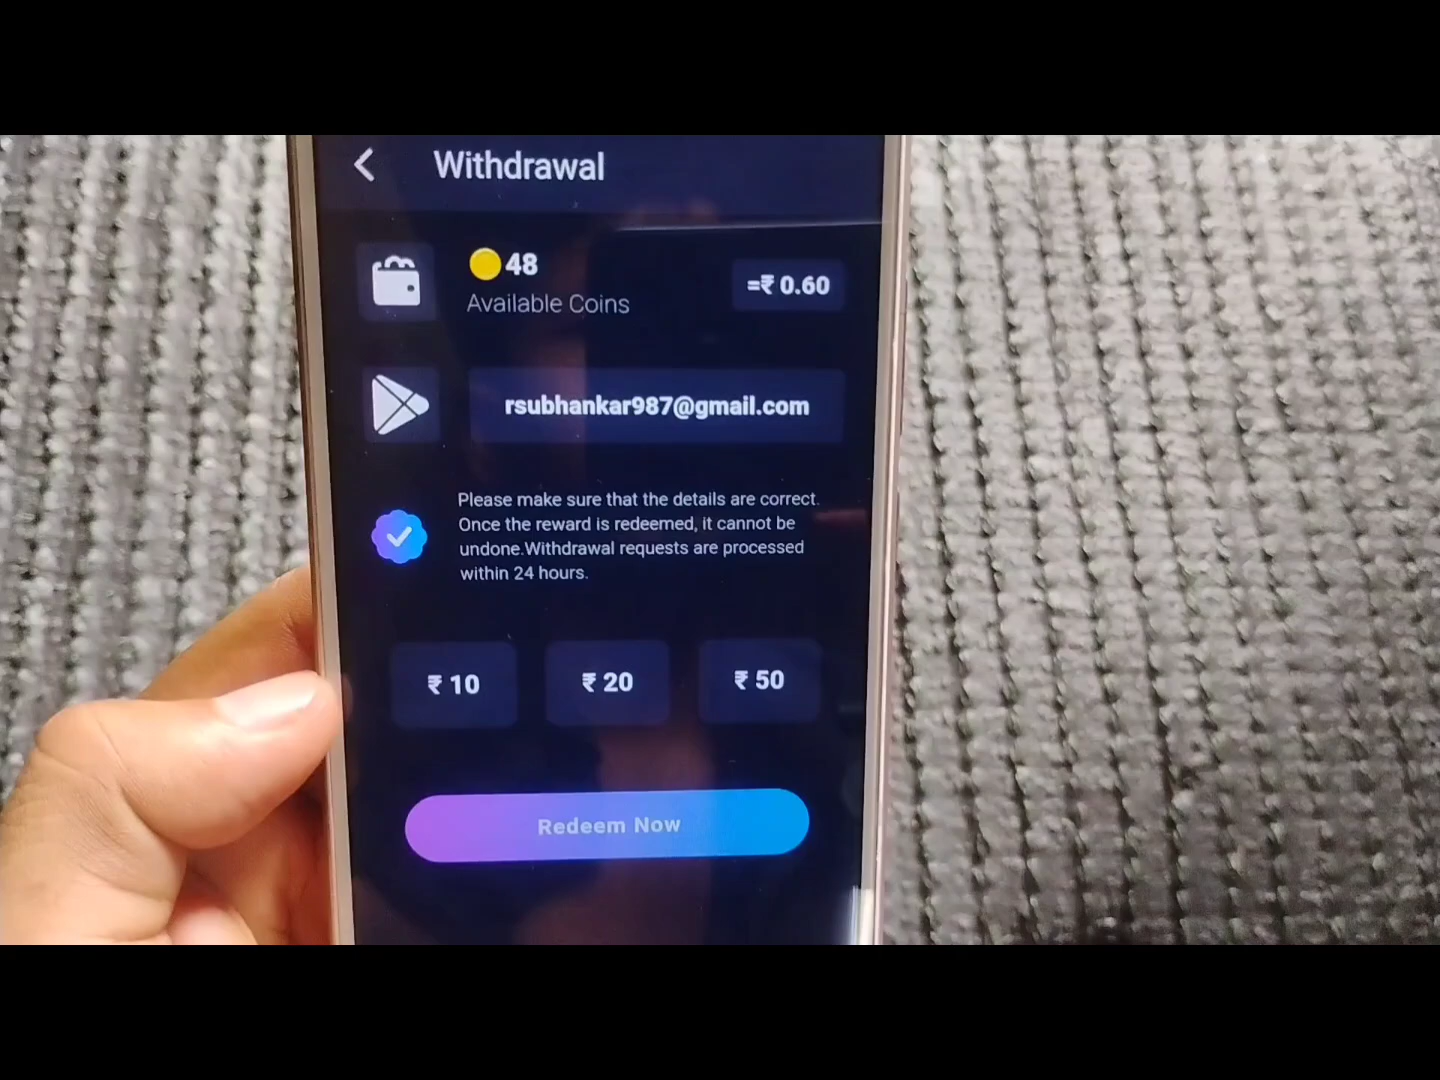 Withdrawal
48
Available Coins
=₹ 0.60
rsubhankar987@gmail.com
Please make sure that the details are correct.
Once the reward is redeemed, it cannot be
undone.Withdrawal requests are processed
within 24 hours.
₹ 10
₹ 20
₹ 50
Redeem Now